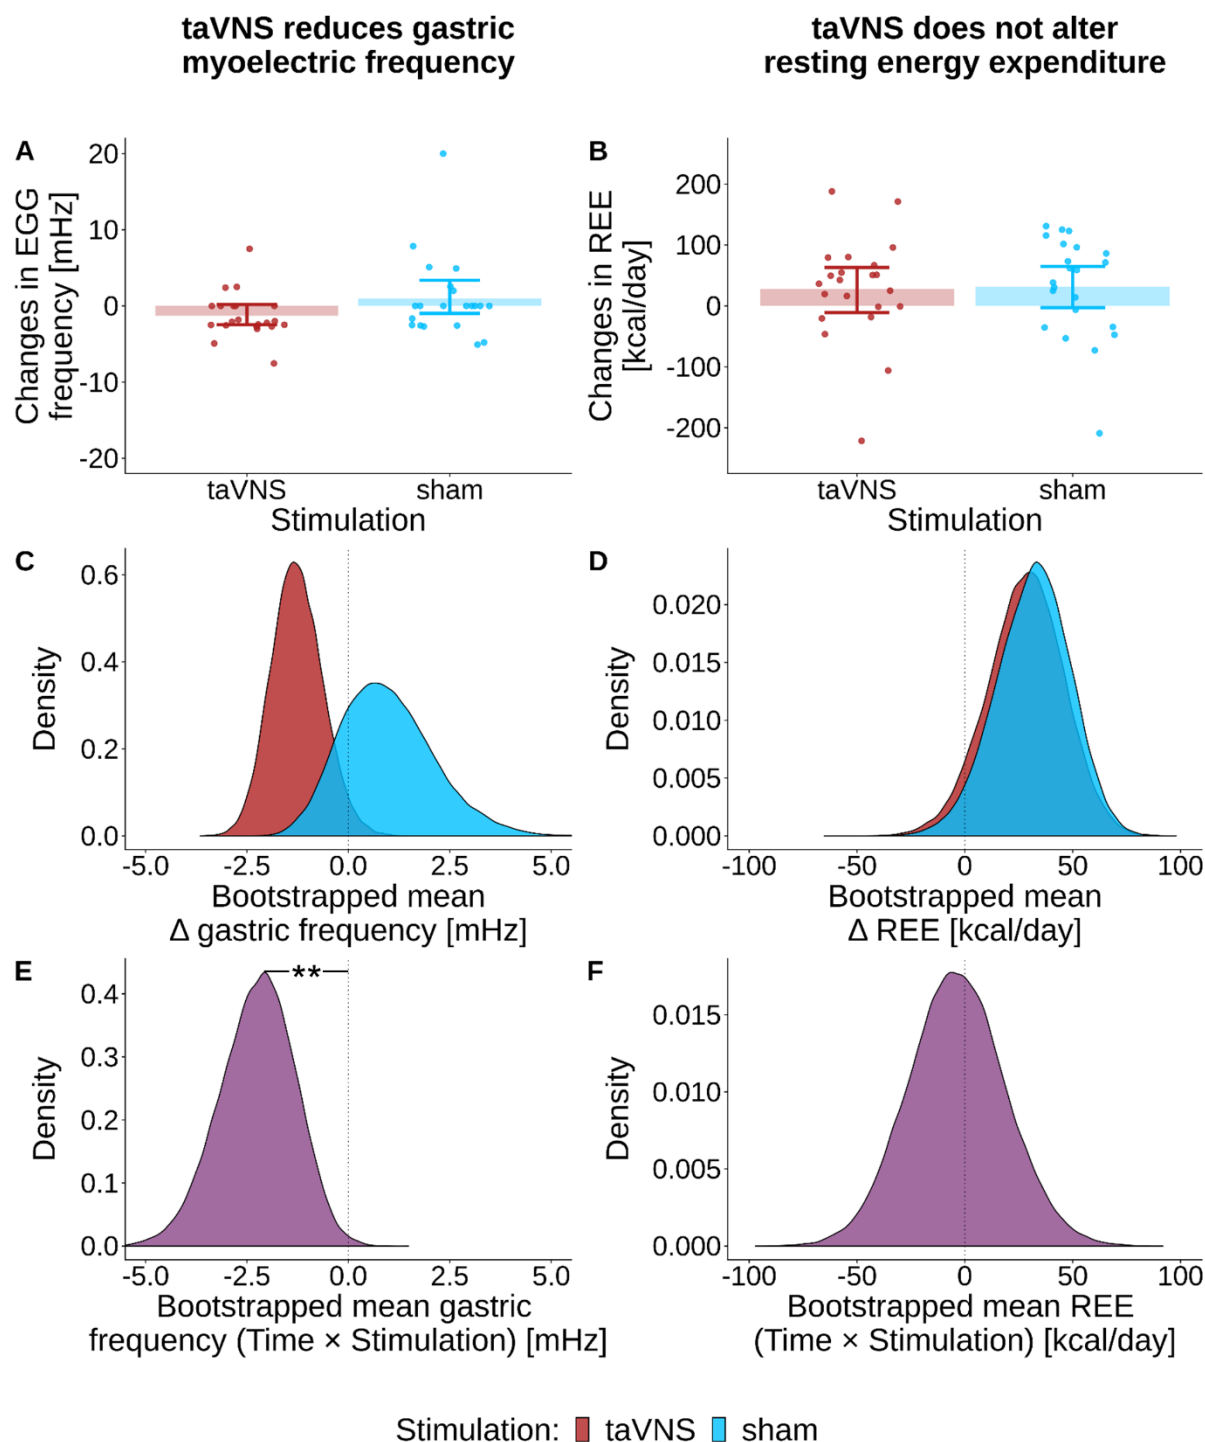 taVNS reduces gastric
myoelectric frequency
taVNS does not alter
resting energy expenditure
A
Changes in EGG
frequency [mHz]
20
10
0
-10
-20
taVNS
sham
Stimulation
B
Changes in REE
[kcal/day]
200
100
0
-100
-200
taVNS
sham
Stimulation
C
Density
0.6
0.4
0.2
0.0
-5.0
-2.5
0.0
2.5
5.0
Bootstrapped mean
Δ gastric frequency [mHz]
D
Density
0.020
0.015
0.010
0.005
0.000
-100
-50
0
50
100
Bootstrapped mean
Δ REE [kcal/day]
E
**
Density
0.4
0.3
0.2
0.1
0.0
-5.0
-2.5
0.0
2.5
5.0
Bootstrapped mean gastric
frequency (Time × Stimulation) [mHz]
F
Density
0.015
0.010
0.005
0.000
-100
-50
0
50
100
Bootstrapped mean REE
(Time × Stimulation) [kcal/day]
Stimulation: taVNS sham